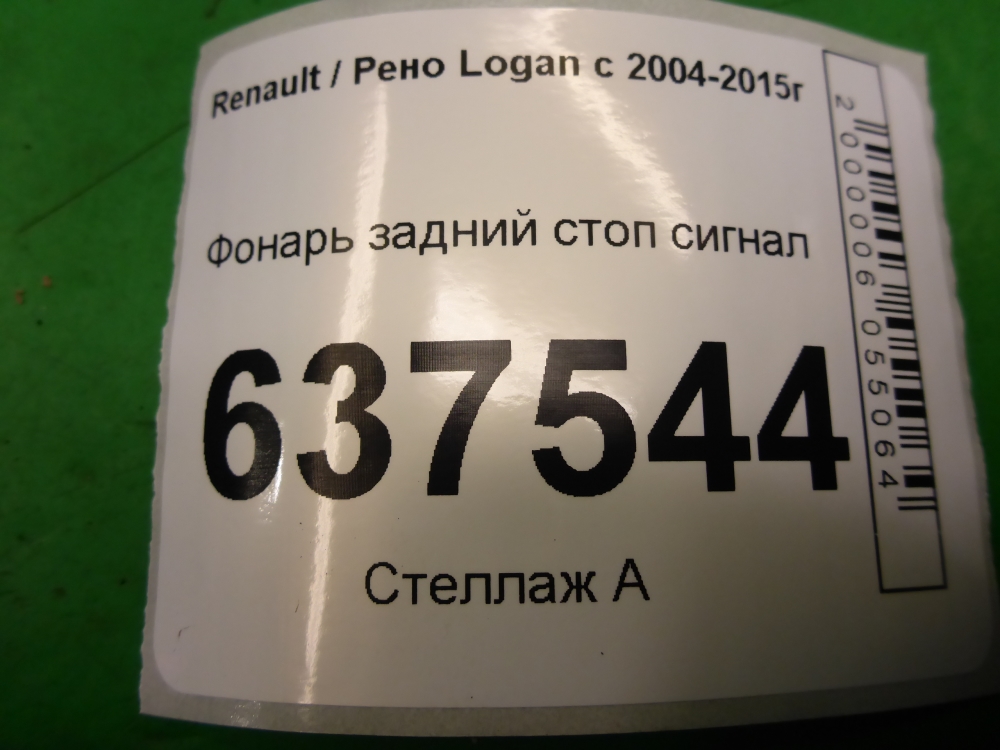 Renault / Рено Logan с 2004-2015г
Фонарь задний стоп сигнал
637544
Стеллаж А
2000006055064